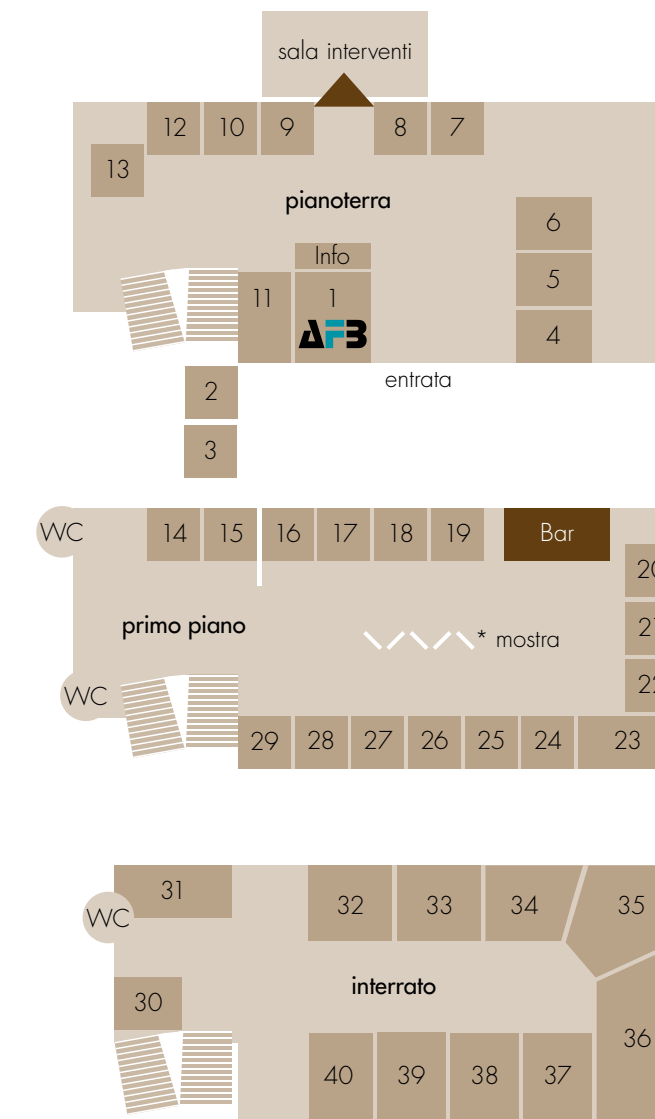 sala interventi
12 10 9 8 7
13
pianoterra
6
Info
5
11 1
AFB
4
entrata
2
3
WC
14 15 16 17 18 19 Bar
primo piano
* mostra
WC
29 28 27 26 25 24 23
31
WC
32 33 34 35
interrato
30
36
40 39 38 37